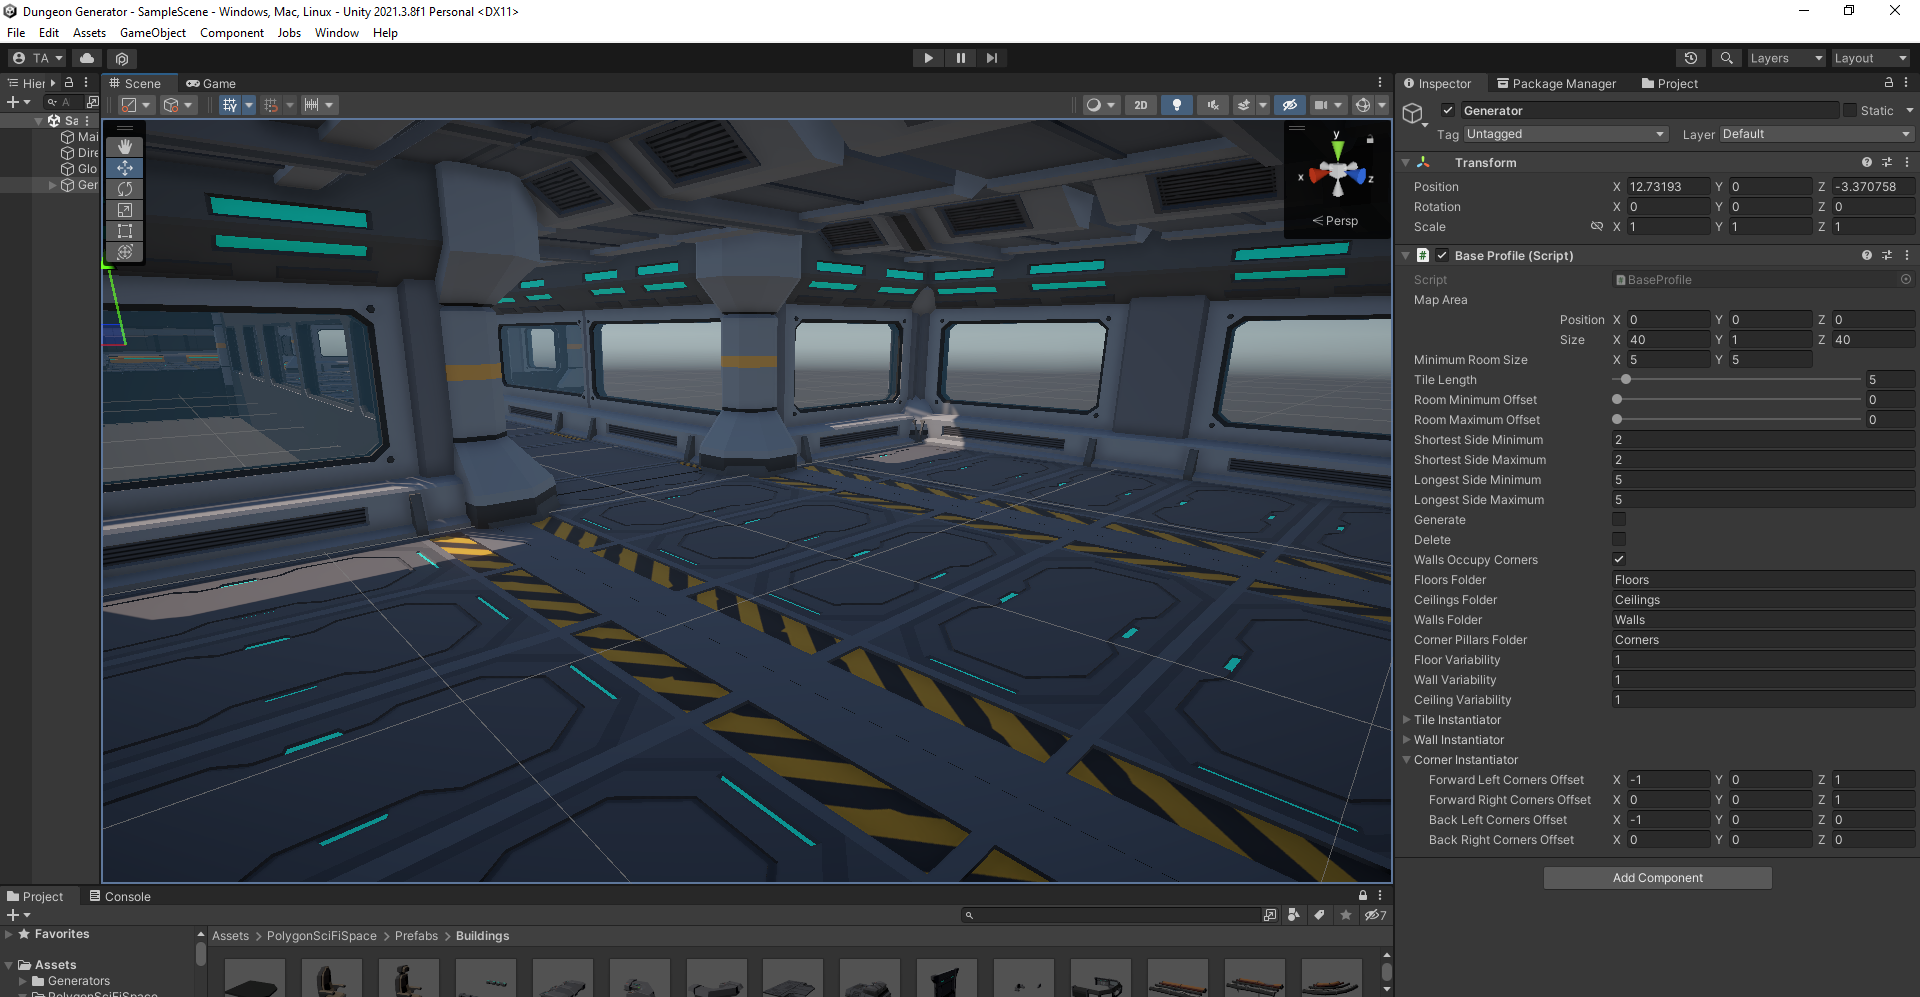 Dungeon Generator - SampleScene - Windows, Mac, Linux - Unity 2021.3.8f1 Personal <DX11>
File Edit Assets GameObject Component Jobs Window Help
TA Layers Layout
Hier Scene Game Inspector Package Manager Project
A 2D Generator Static
Sa
Tag Untagged Layer Default
Mai
Dire
Glo
Ger
y
x z
Persp
Transform
Position X 12.73193 Y 0 Z -3.370758
Rotation X 0 Y 0 Z 0
Scale X 1 Y 1 Z 1
# Base Profile (Script)
Script BaseProfile
Map Area
Position X 0 Y 0 Z 0
Size X 40 Y 1 Z 40
Minimum Room Size X 5 Y 5
Tile Length 5
Room Minimum Offset 0
Room Maximum Offset 0
Shortest Side Minimum 2
Shortest Side Maximum 2
Longest Side Minimum 5
Longest Side Maximum 5
Generate
Delete
Walls Occupy Corners
Floors Folder Floors
Ceilings Folder Ceilings
Walls Folder Walls
Corner Pillars Folder Corners
Floor Variability 1
Wall Variability 1
Ceiling Variability 1
Tile Instantiator
Wall Instantiator
Corner Instantiator
Forward Left Corners Offset X -1 Y 0 Z 1
Forward Right Corners Offset X 0 Y 0 Z 1
Back Left Corners Offset X -1 Y 0 Z 0
Back Right Corners Offset X 0 Y 0 Z 0
Add Component
Project Console
7
Favorites
Assets > PolygonSciFiSpace > Prefabs > Buildings
Assets
Generators
PolygonSciFiSpace